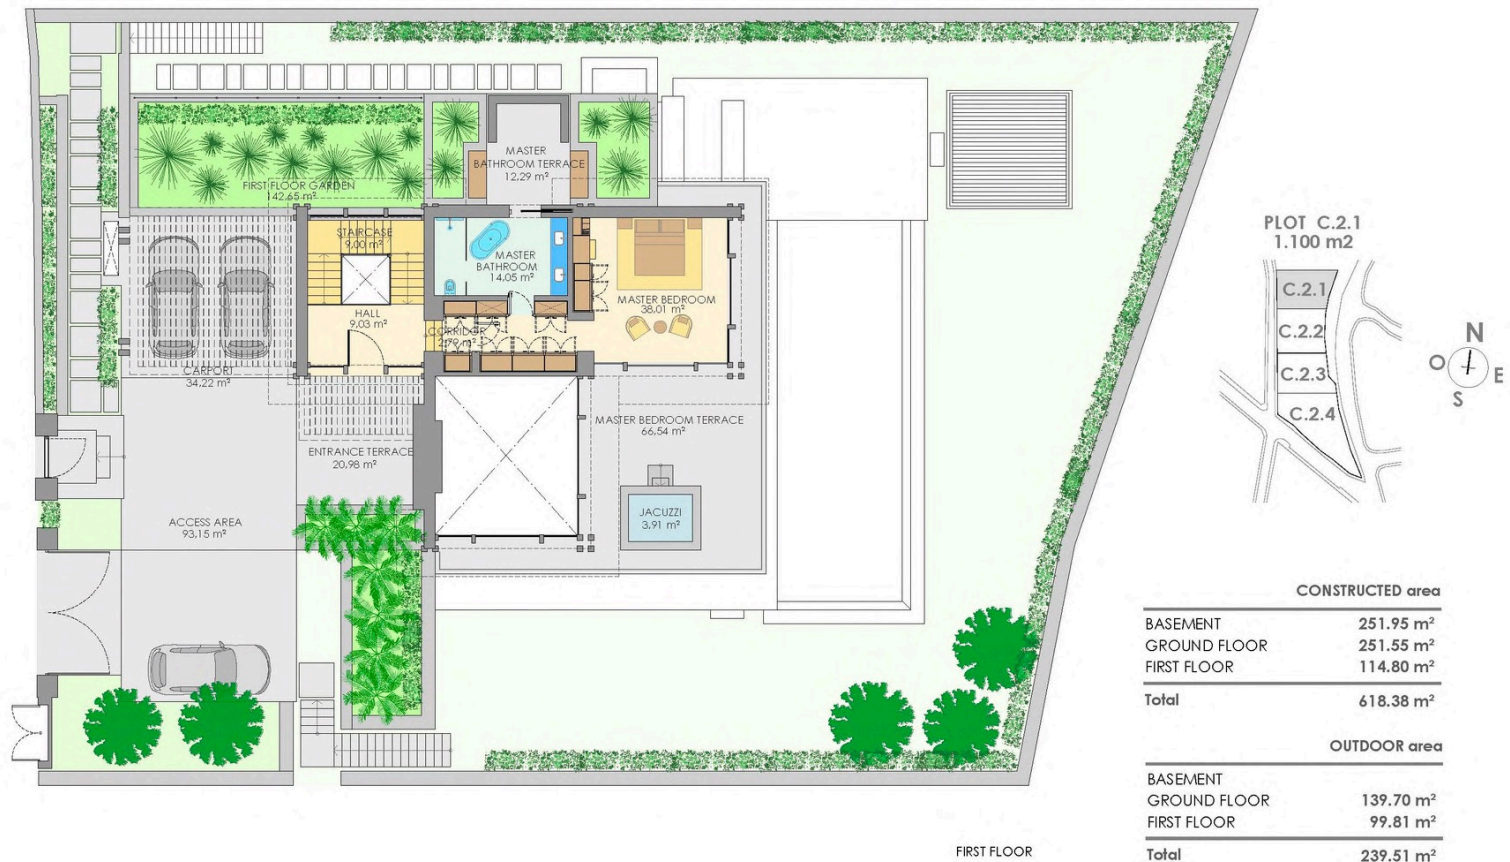 MASTER
BATHROOM TERRACE
12.29 m²
FIRST FLOOR GARDEN
142.65 m²
STAIRCASE
9,00 m²
MASTER
BATHROOM
14,05 m²
HALL
9,03 m²
CORRIDOR
2,79 m²
MASTER BEDROOM
38.01 m²
CARPORT
34,22 m²
MASTER BEDROOM TERRACE
66,54 m²
ENTRANCE TERRACE
20,98 m²
ACCESS AREA
93,15 m²
JACUZZI
3,91 m²
PLOT C.2.1
1.100 m2
C.2.1
C.2.2
C.2.3
C.2.4
N
O
E
S
CONSTRUCTED area
BASEMENT 251.95 m²
GROUND FLOOR 251.55 m²
FIRST FLOOR 114.80 m²
Total 618.38 m²
OUTDOOR area
BASEMENT
GROUND FLOOR 139.70 m²
FIRST FLOOR 99.81 m²
Total 239.51 m²
FIRST FLOOR